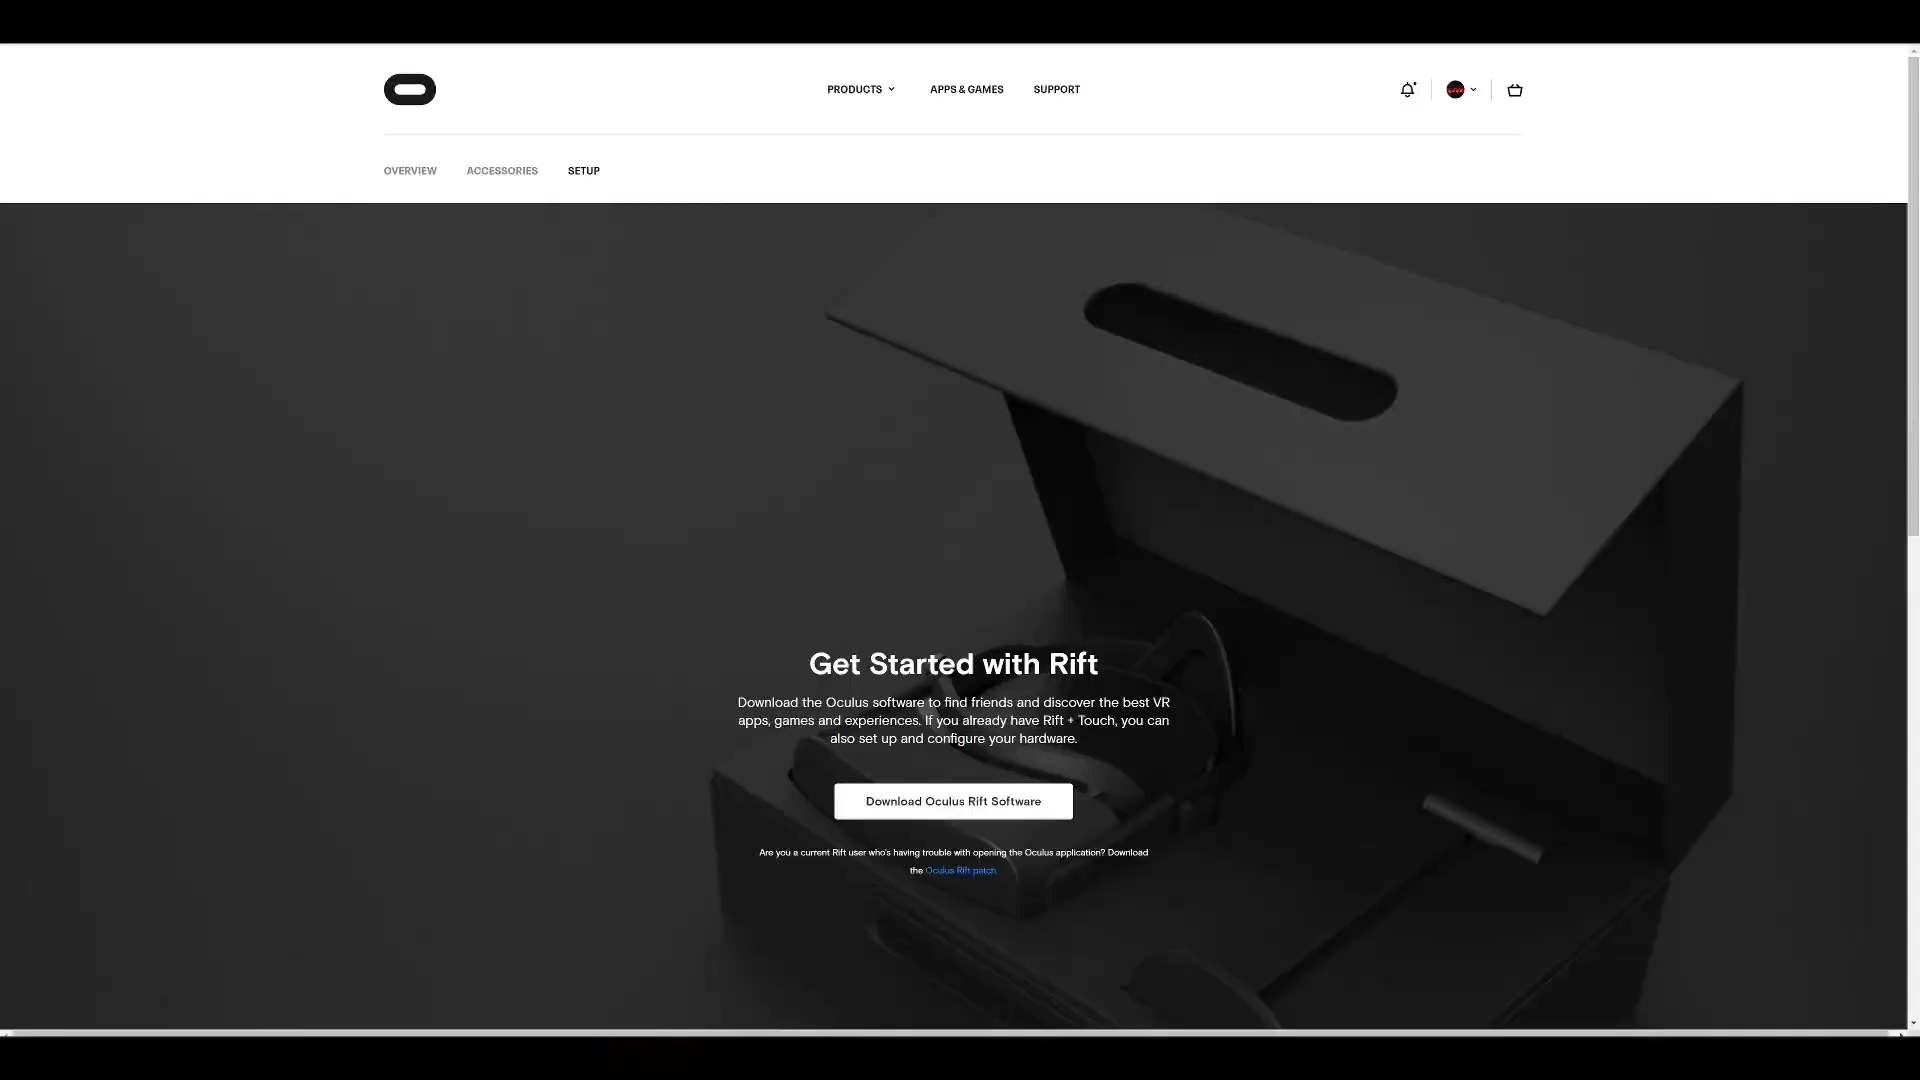 PRODUCTS APPS & GAMES SUPPORT
OVERVIEW ACCESSORIES SETUP
Get Started with Rift
Download the Oculus software to find friends and discover the best VR
apps, games and experiences. If you already have Rift + Touch, you can
also set up and configure your hardware.
Download Oculus Rift Software
Are you a current Rift user who's having trouble with opening the Oculus application? Download
the Oculus Rift patch.